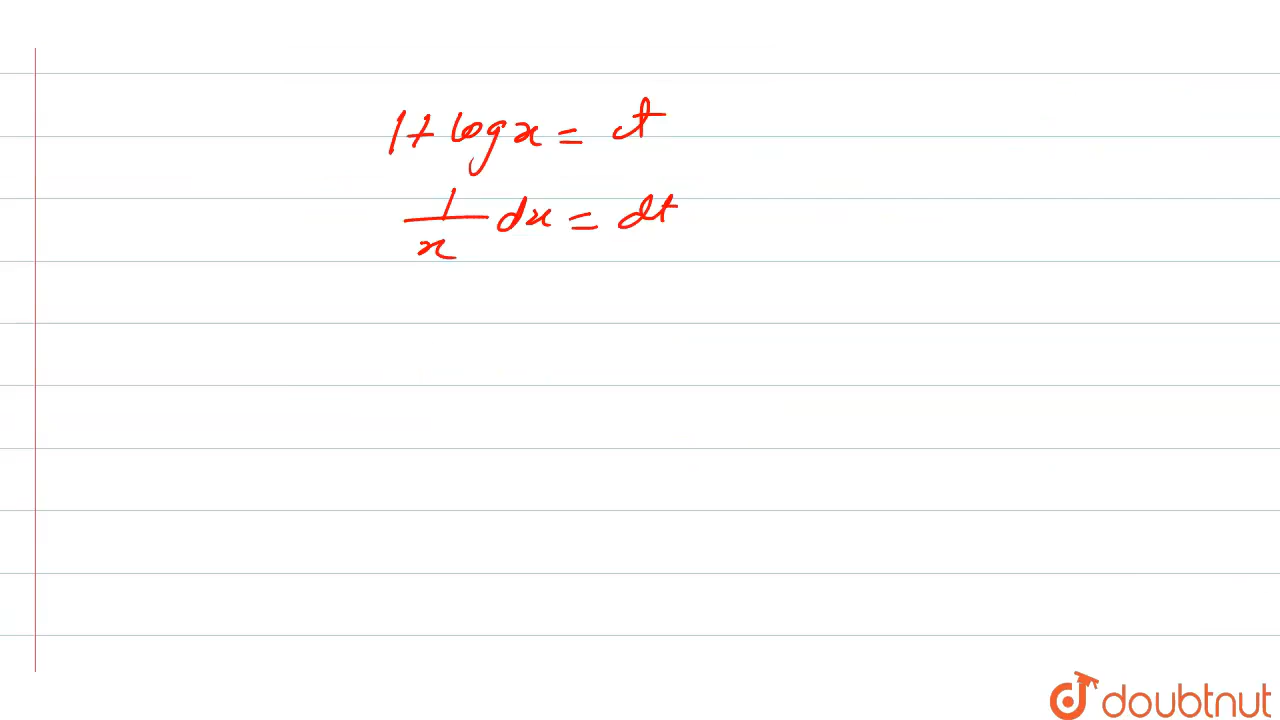 1 + log x = t
1/x dx = dt
doubtnut